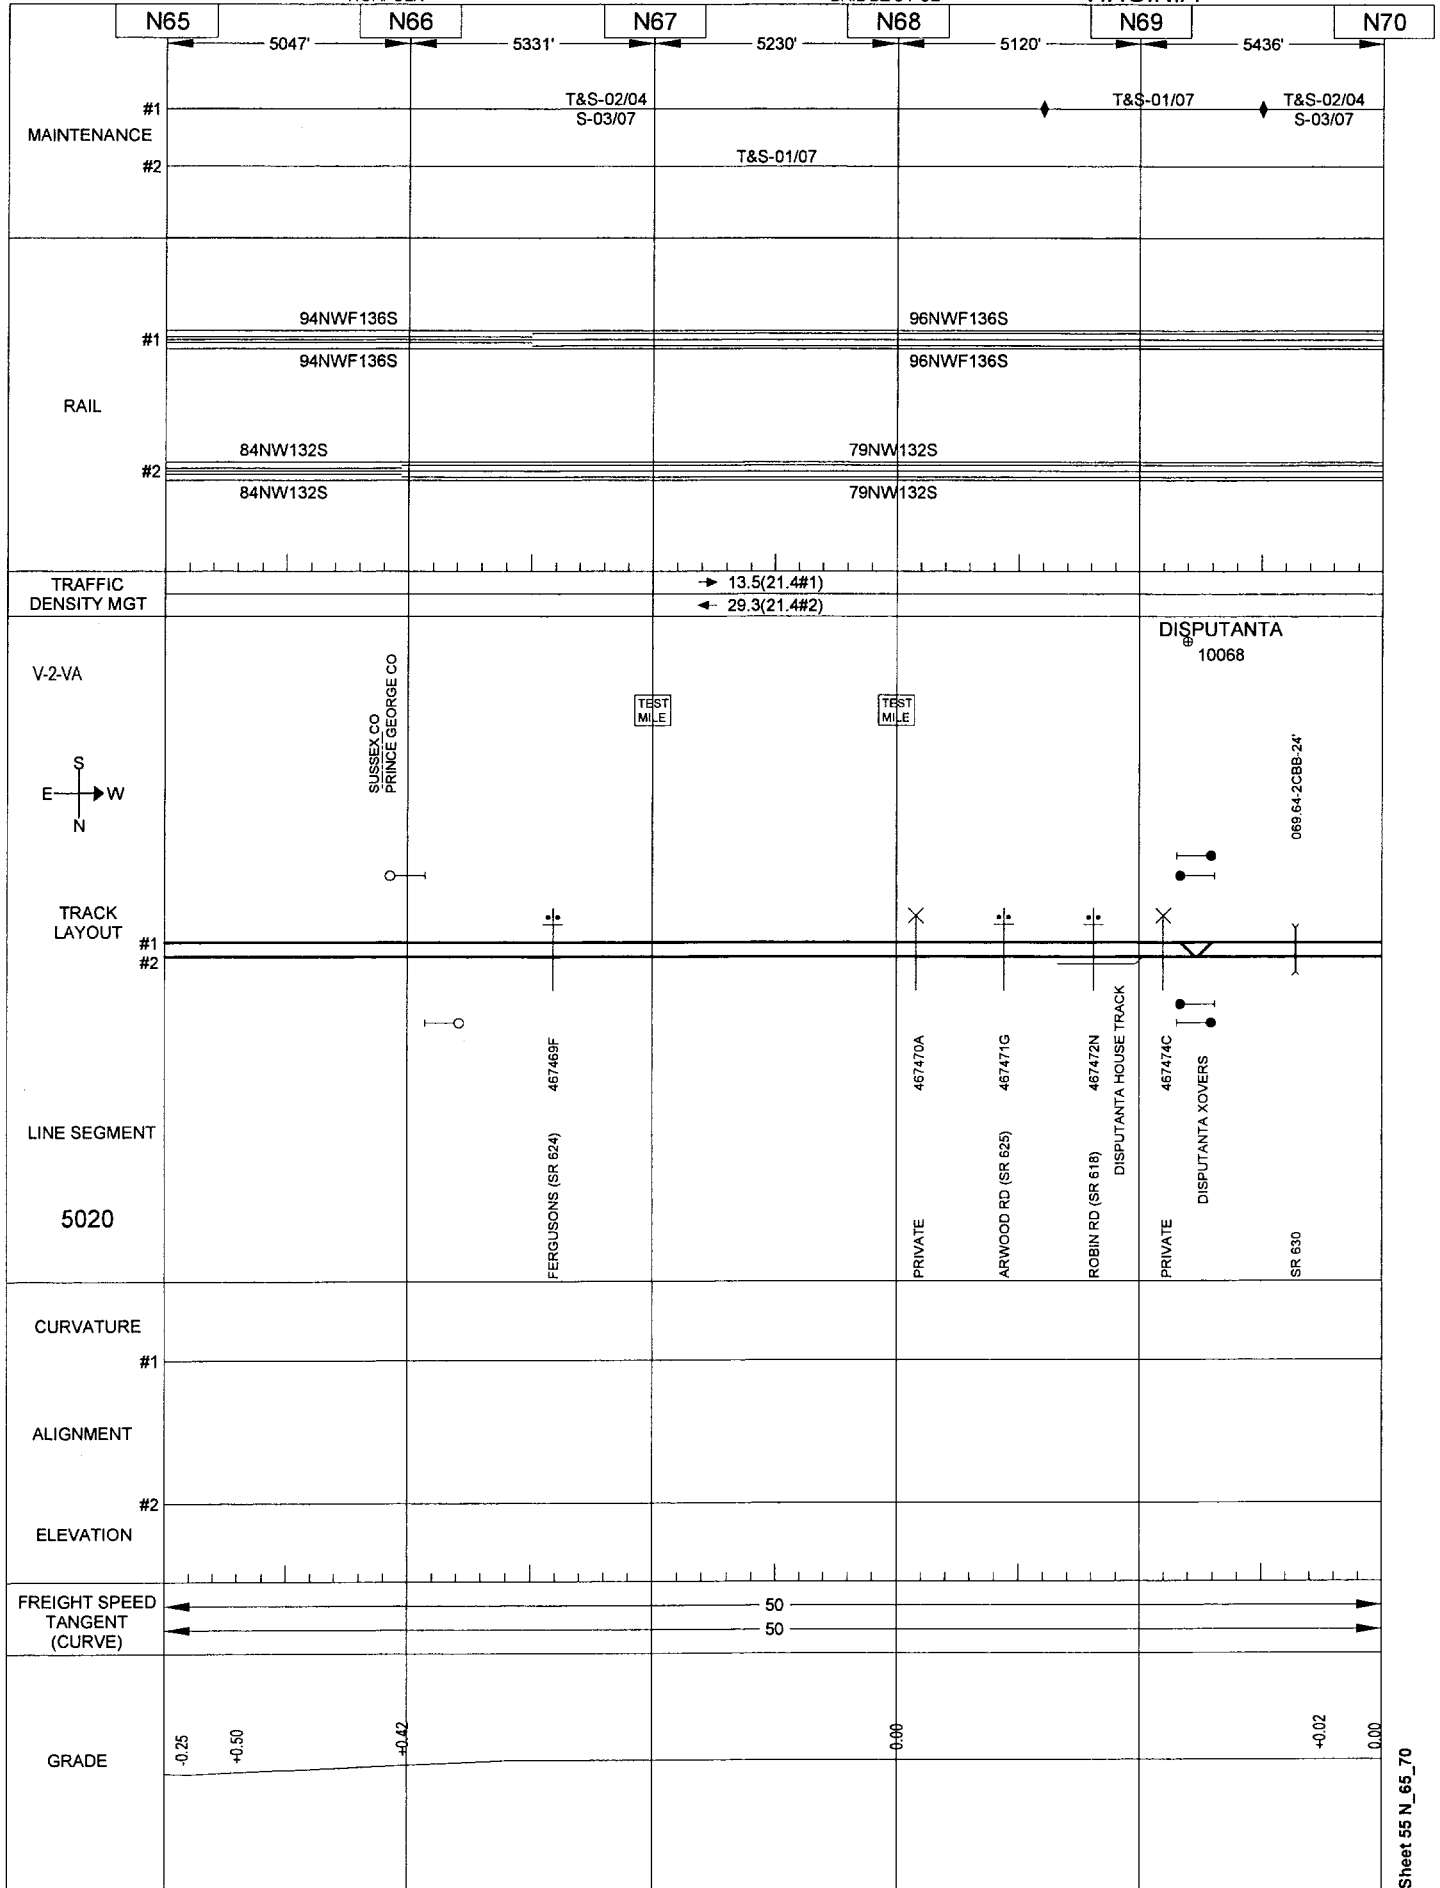 N65 N66 N67 N68 N69 N70
5047' 5331' 5230' 5120' 5436'
MAINTENANCE
#1
T&S-02/04
S-03/07
T&S-01/07
T&S-02/04
S-03/07
#2
T&S-01/07
RAIL
94NWF136S 96NWF136S
#1
94NWF136S 96NWF136S
84NW132S 79NW132S
#2
84NW132S 79NW132S
TRAFFIC
DENSITY MGT
13.5(21.4#1)
29.3(21.4#2)
V-2-VA
S
E W
N
SUSSEX CO
PRINCE GEORGE CO
TEST
MILE
TEST
MILE
DISPUTANTA
10068
069.64-2CBB-24'
TRACK
LAYOUT
#1
#2
LINE SEGMENT
5020
FERGUSONS (SR 624) 467469F
PRIVATE 467470A
ARWOOD RD (SR 625) 467471G
ROBIN RD (SR 618) 467472N
DISPUTANTA HOUSE TRACK
PRIVATE 467474C
DISPUTANTA XOVERS
SR 630
CURVATURE
#1
ALIGNMENT
#2
ELEVATION
FREIGHT SPEED
TANGENT
(CURVE)
50
50
GRADE
-0.25
+0.50
+0.42
0.00
+0.02
0.00
Sheet 55 N_65_70